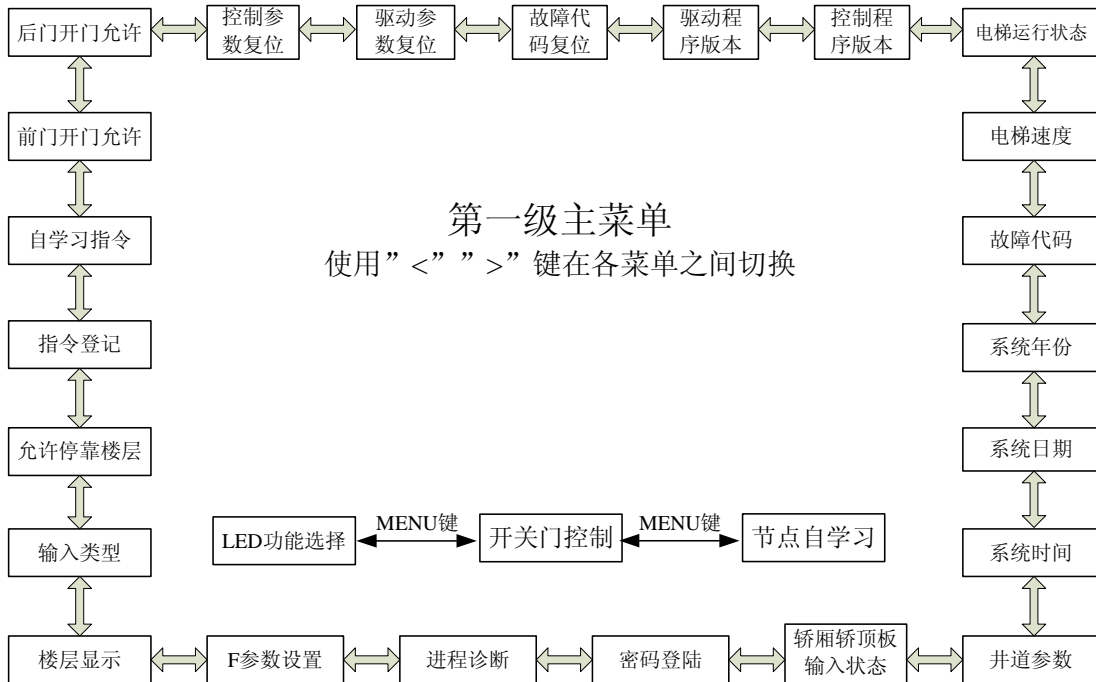 后门开门允许
控制参
数复位
驱动参
数复位
故障代
码复位
驱动程
序版本
控制程
序版本
电梯运行状态
前门开门允许
电梯速度
第一级主菜单
自学习指令
故障代码
使用”<” ” >”键在各菜单之间切换
指令登记
系统年份
允许停靠楼层
系统日期
LED功能选择
MENU键
开关门控制
MENU键
节点自学习
输入类型
系统时间
楼层显示
F参数设置
进程诊断
密码登陆
轿厢轿顶板
输入状态
井道参数